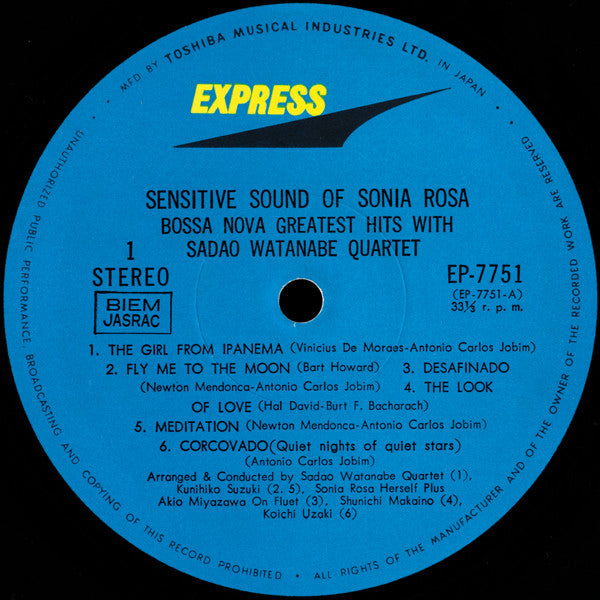 MFD BY TOSHIBA MUSICAL INDUSTRIES LTD. IN JAPAN
• ALL RIGHTS OF THE MANUFACTURER AND OF THE OWNER OF THE RECORDED WORK ARE RESERVED
UNAUTHORIZED PUBLIC PERFORMANCE, BROADCASTING AND COPYING OF THIS RECORD PROHIBITED
EXPRESS
SENSITIVE SOUND OF SONIA ROSA
BOSSA NOVA GREATEST HITS WITH
SADAO WATANABE QUARTET
1
STEREO
BIEM
JASRAC
EP-7751
(EP-7751-A)
33⅓ r. p. m.
1. THE GIRL FROM IPANEMA (Vinicius De Moraes-Antonio Carlos Jobim)
2. FLY ME TO THE MOON (Bart Howard) 3. DESAFINADO
(Newton Mendonca-Antonio Carlos Jobim) 4. THE LOOK
OF LOVE (Hal David-Burt F. Bacharach)
5. MEDITATION (Newton Mendonca-Antonio Carlos Jobim)
6. CORCOVADO(Quiet nights of quiet stars)
(Antonio Carlos Jobim)
Arranged & Conducted by Sadao Watanabe Quartet (1),
Kunihiko Suzuki (2. 5), Sonia Rosa Herself Plus
Akio Miyazawa On Fluet (3), Shunichi Makaino (4),
Koichi Uzaki (6)